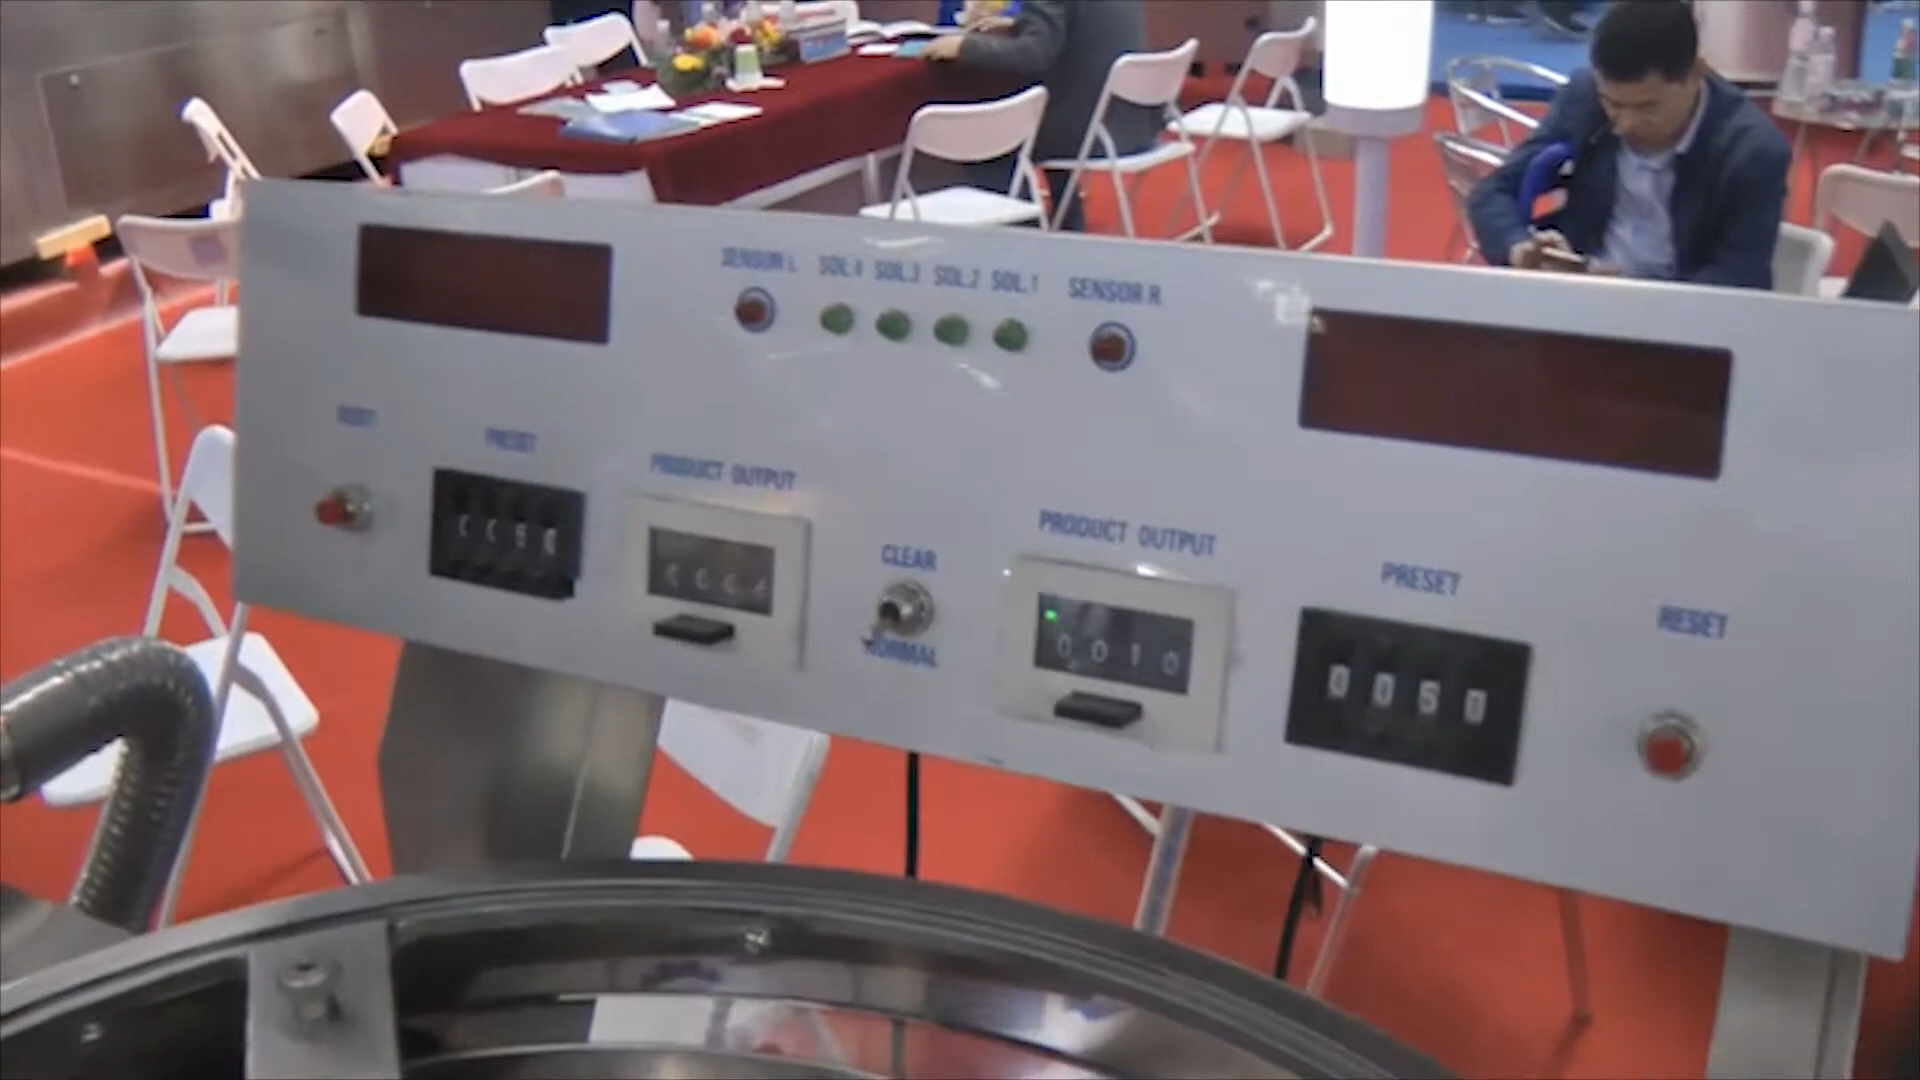 SENSOR L SOL.4 SOL.3 SOL.2 SOL.1 SENSOR R
PRESET
PRODUCT OUTPUT
CLEAR
NORMAL
PRODUCT OUTPUT
0010
PRESET
0050
RESET